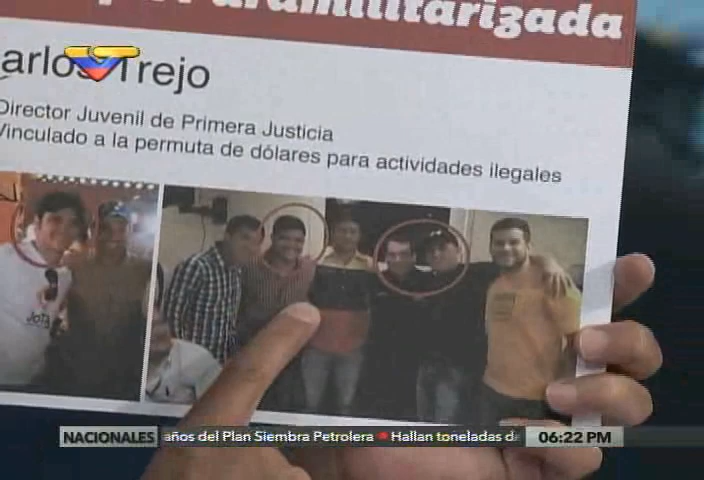 Paramilitarizada
Trejo
Director Juvenil de Primera Justicia
Vinculado a la permuta de dólares para actividades ilegales
NACIONALES años del Plan Siembra Petrolera • Hallan toneladas d 06:22 PM